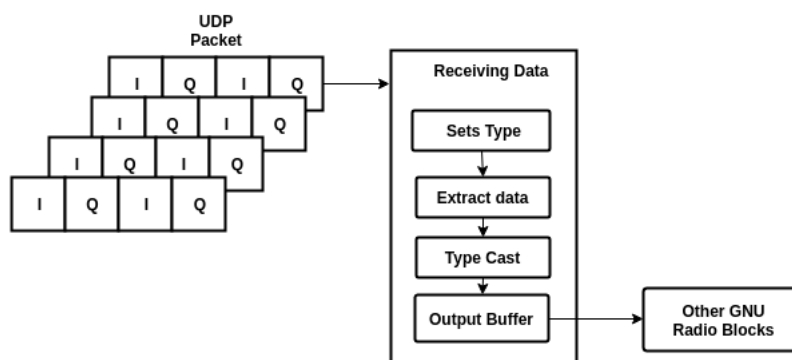 UDP
Packet
I Q I Q
I Q I Q
I Q I Q
I Q I Q
Receiving Data
Sets Type
Extract data
Type Cast
Output Buffer
Other GNU
Radio Blocks